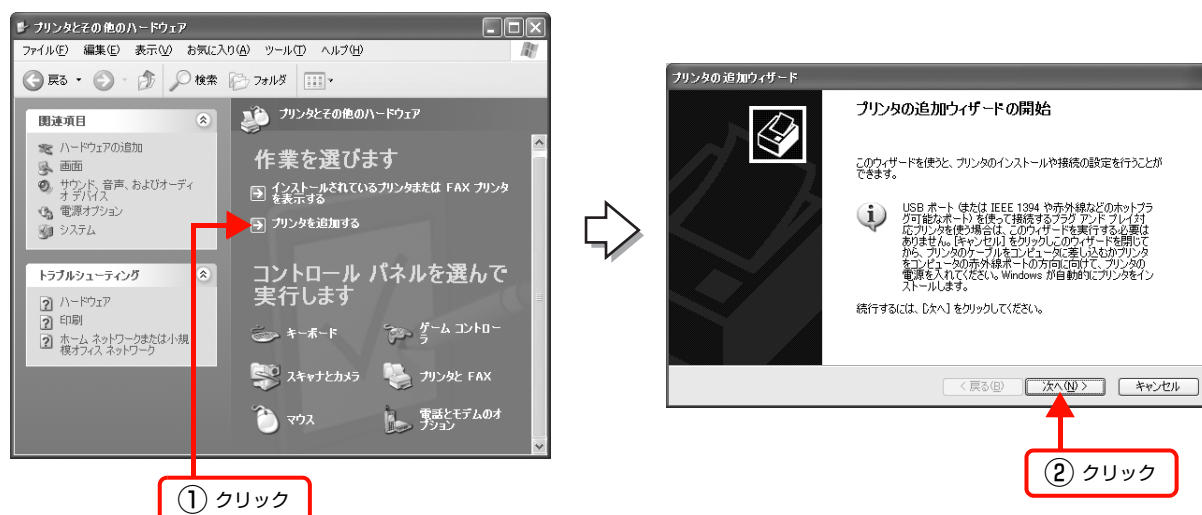 プリンタとその他のハードウェア
ファイル(F) 編集(E) 表示(V) お気に入り(A) ツール(T) ヘルプ(H)
戻る 検索 フォルダ
関連項目
ハードウェアの追加
画面
サウンド、音声、およびオーディ
オ デバイス
電源オプション
システム
トラブルシューティング
ハードウェア
印刷
ホーム ネットワークまたは小規
模オフィス ネットワーク
プリンタとその他のハードウェア
作業を選びます
インストールされているプリンタまたは FAX プリンタ
を表示する
プリンタを追加する
コントロール パネルを選んで
実行します
キーボード
ゲーム コントロー
ラ
スキャナとカメラ
プリンタと FAX
マウス
電話とモデムのオ
プション
① クリック
プリンタの追加ウィザード
プリンタの追加ウィザードの開始
このウィザードを使うと、プリンタのインストールや接続の設定を行うことが
できます。
USB ポート (または IEEE 1394 や赤外線などのホットプラ
グ可能なポート) を使って接続するプラグ アンド プレイ対
応プリンタを使う場合は、このウィザードを実行する必要は
ありません。[キャンセル] をクリックしこのウィザードを閉じて
から、プリンタのケーブルをコンピュータに差し込むかプリンタ
をコンピュータの赤外線ポートの方向に向けて、プリンタの
電源を入れてください。Windows が自動的にプリンタをイン
ストールします。
続行するには、[次へ] をクリックしてください。
< 戻る(B) 次へ(N) > キャンセル
② クリック